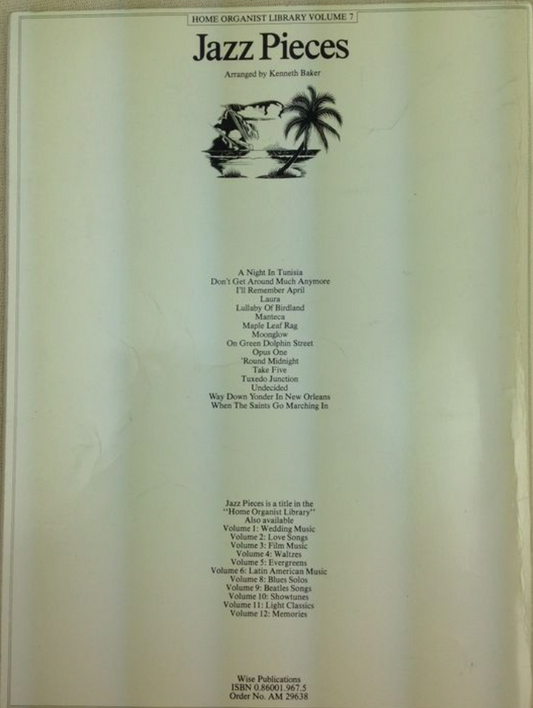 HOME ORGANIST LIBRARY VOLUME 7
Jazz Pieces
Arranged by Kenneth Baker
A Night In Tunisia
Don't Get Around Much Anymore
I'll Remember April
Laura
Lullaby Of Birdland
Manteca
Maple Leaf Rag
Moonglow
On Green Dolphin Street
Opus One
'Round Midnight
Take Five
Tuxedo Junction
Undecided
Way Down Yonder In New Orleans
When The Saints Go Marching In
Jazz Pieces is a title in the
"Home Organist Library"
Also available
Volume 1: Wedding Music
Volume 2: Love Songs
Volume 3: Film Music
Volume 4: Waltzes
Volume 5: Evergreens
Volume 6: Latin American Music
Volume 8: Blues Solos
Volume 9: Beatles Songs
Volume 10: Showtunes
Volume 11: Light Classics
Volume 12: Memories
Wise Publications
ISBN 0.86001.967.5
Order No. AM 29638